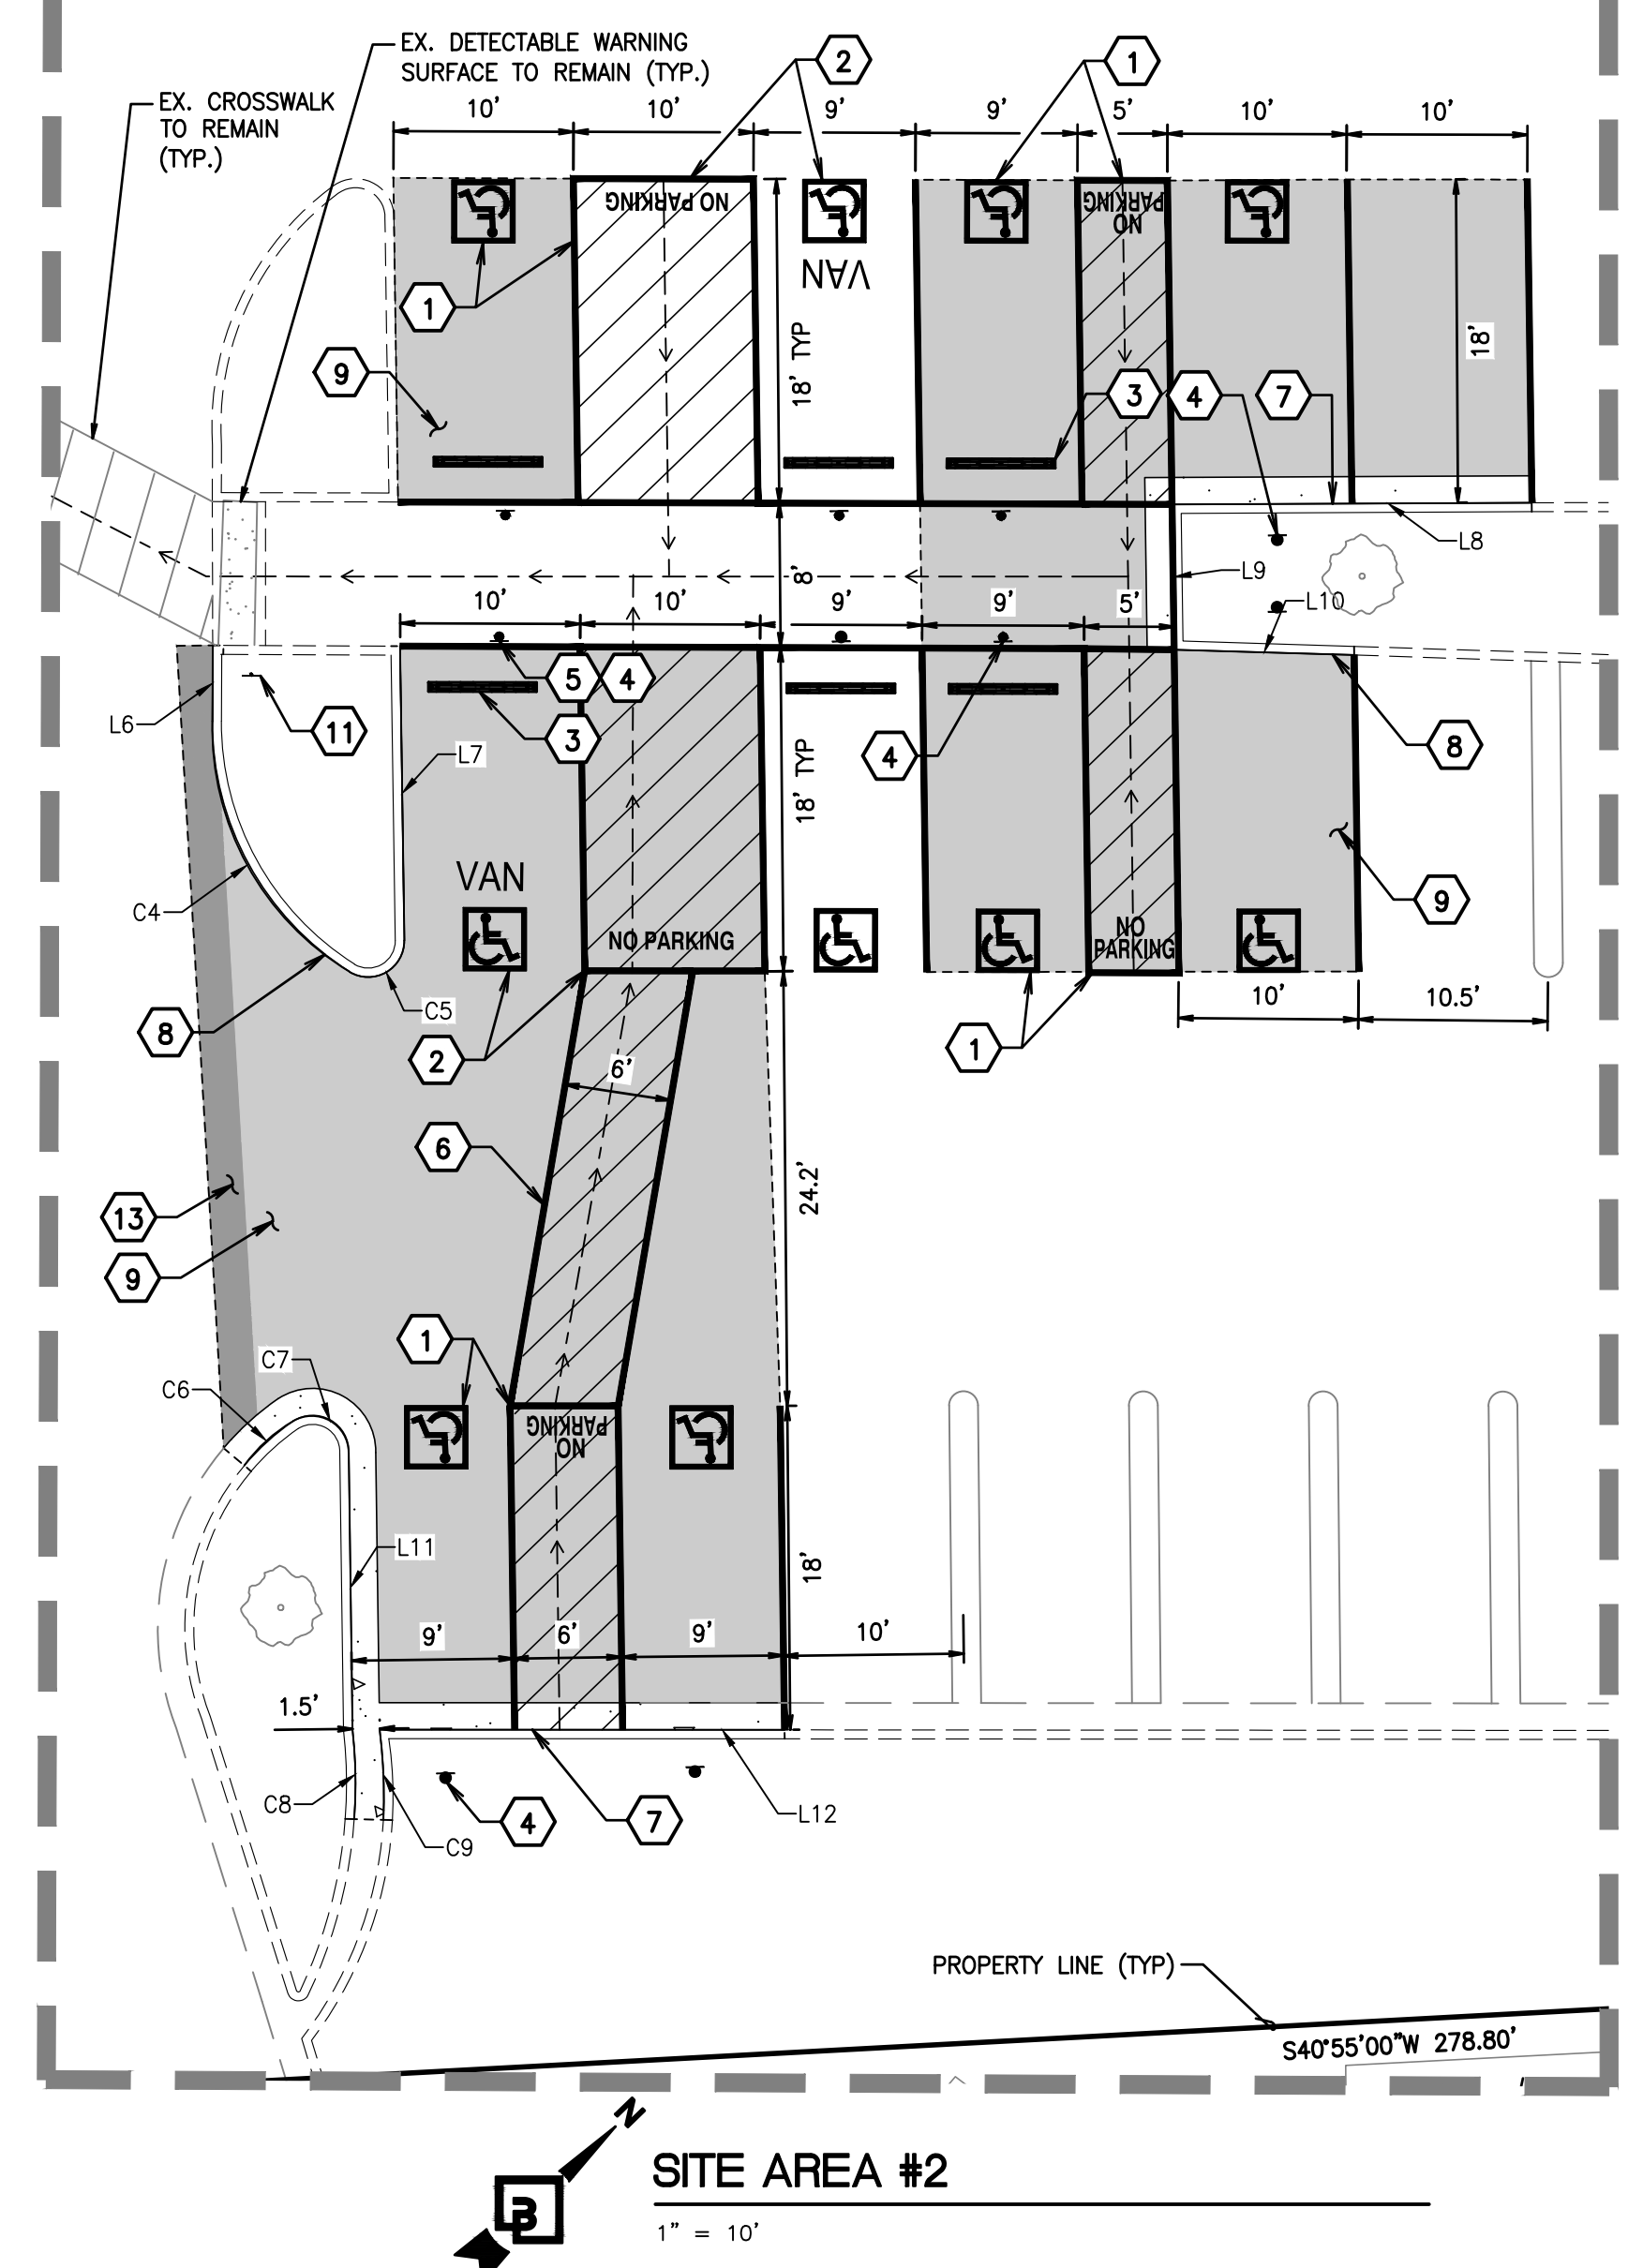 EX. DETECTABLE WARNING
SURFACE TO REMAIN (TYP.)
2
1
EX. CROSSWALK
TO REMAIN
(TYP.)
10'
10'
9'
9'
5'
10'
10'
NO PARKING
NO
PARKING
VAN
1
18' TYP
18'
9
3
4
7
L8
L9
8'
L10
10'
10'
9'
9'
5'
5
4
L6
11
3
L7
4
8
18' TYP
VAN
C4
9
NO PARKING
NO
PARKING
C5
10'
10.5'
8
2
1
6'
6
24.2'
13
9
1
C7
C6
NO
PARKING
L11
18'
9'
6'
9'
10'
1.5'
C8
4
7
L12
C9
PROPERTY LINE (TYP)
S40°55'00"W 278.80'
N
B
SITE AREA #2
1" = 10'